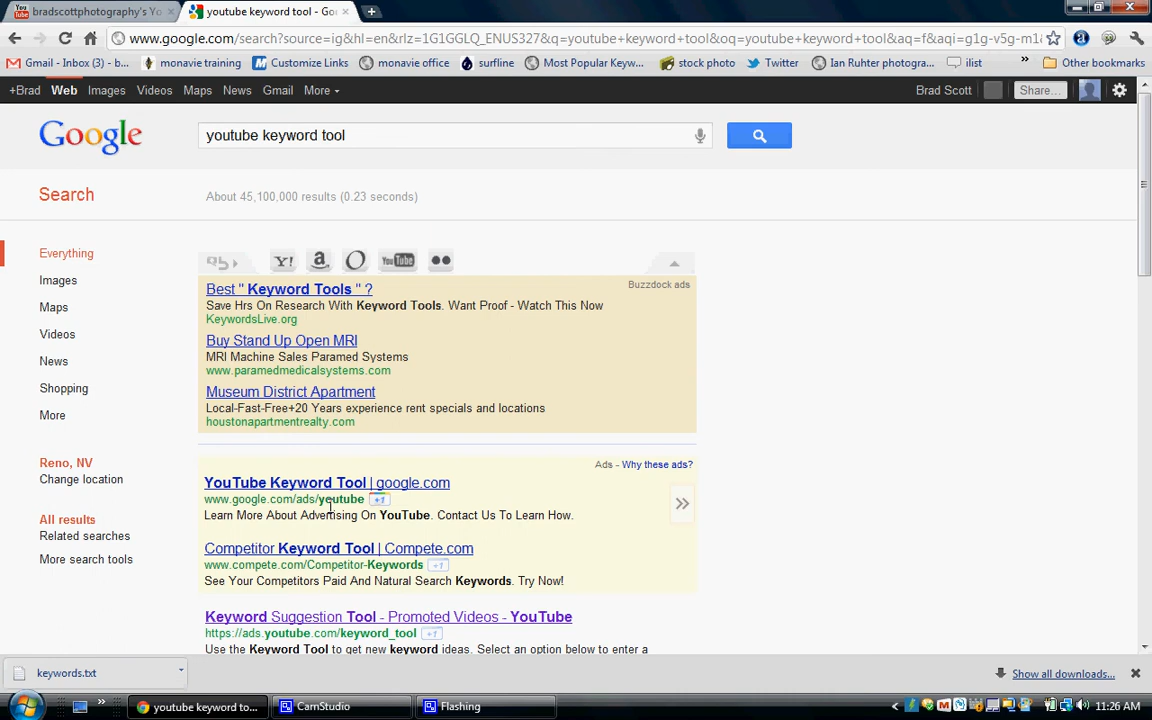 bradscottphotography's Yo
youtube keyword tool - Goo
www.google.com/search?source=ig&hl=en&rlz=1G1GGLQ_ENUS327&q=youtube+keyword+tool&oq=youtube+keyword+tool&aq=f&aqi=g1g-v5g-m1
Gmail - Inbox (3) - b...
monavie training
Customize Links
monavie office
surfline
Most Popular Keyw...
stock photo
Twitter
Ian Ruhter photogra...
ilist
»
Other bookmarks
+Brad Web Images Videos Maps News Gmail More
Brad Scott
Share...
Google
youtube keyword tool
Search
About 45,100,000 results (0.23 seconds)
Everything
Images
Maps
Videos
News
Shopping
More
Reno, NV
Change location
All results
Related searches
More search tools
Y!
a
You Tube
Buzzdock ads
Best " Keyword Tools " ?
Save Hrs On Research With Keyword Tools. Want Proof - Watch This Now
KeywordsLive.org
Buy Stand Up Open MRI
MRI Machine Sales Paramed Systems
www.paramedmedicalsystems.com
Museum District Apartment
Local-Fast-Free+20 Years experience rent specials and locations
houstonapartmentrealty.com
Ads - Why these ads?
YouTube Keyword Tool | google.com
www.google.com/ads/youtube +1
Learn More About Advertising On YouTube. Contact Us To Learn How.
Competitor Keyword Tool | Compete.com
www.compete.com/Competitor-Keywords +1
See Your Competitors Paid And Natural Search Keywords. Try Now!
Keyword Suggestion Tool - Promoted Videos - YouTube
https://ads.youtube.com/keyword_tool +1
Use the Keyword Tool to get new keyword ideas. Select an option below to enter a
keywords.txt
Show all downloads...
youtube keyword to...
CamStudio
Flashing
11:26 AM